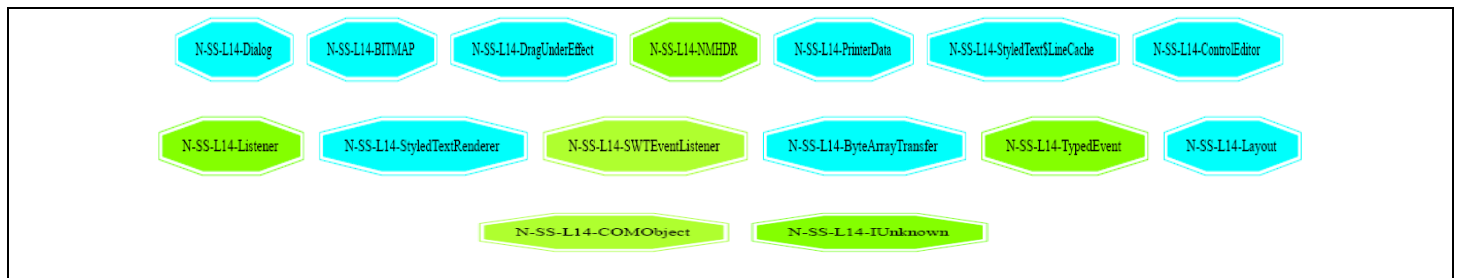 N-SS-L14-Dialog N-SS-L14-BITMAP N-SS-L14-DragUnderEffect N-SS-L14-NMHDR N-SS-L14-PrinterData N-SS-L14-StyledText$LineCache N-SS-L14-ControlEditor
N-SS-L14-Listener N-SS-L14-StyledTextRenderer N-SS-L14-SWTEventListener N-SS-L14-ByteArrayTransfer N-SS-L14-TypedEvent N-SS-L14-Layout
N-SS-L14-COMObject N-SS-L14-IUnknown